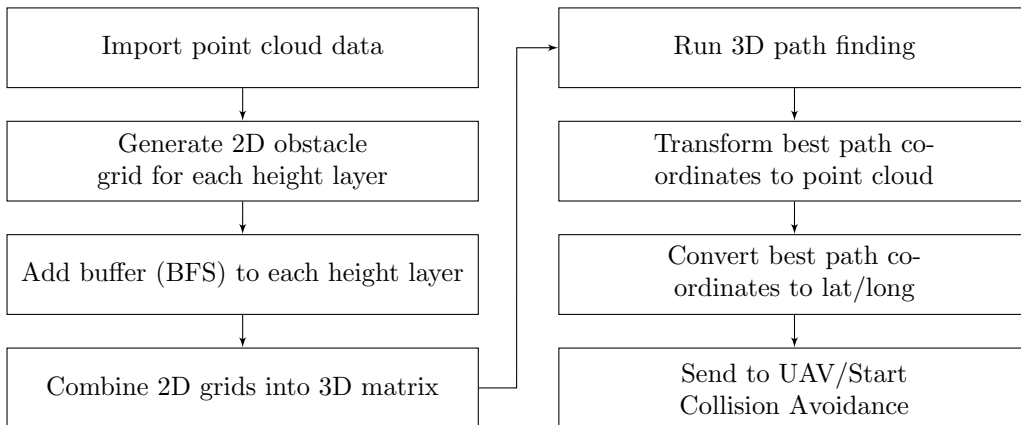 Import point cloud data
Generate 2D obstacle
grid for each height layer
Add buffer (BFS) to each height layer
Combine 2D grids into 3D matrix
Run 3D path finding
Transform best path co-
ordinates to point cloud
Convert best path co-
ordinates to lat/long
Send to UAV/Start
Collision Avoidance